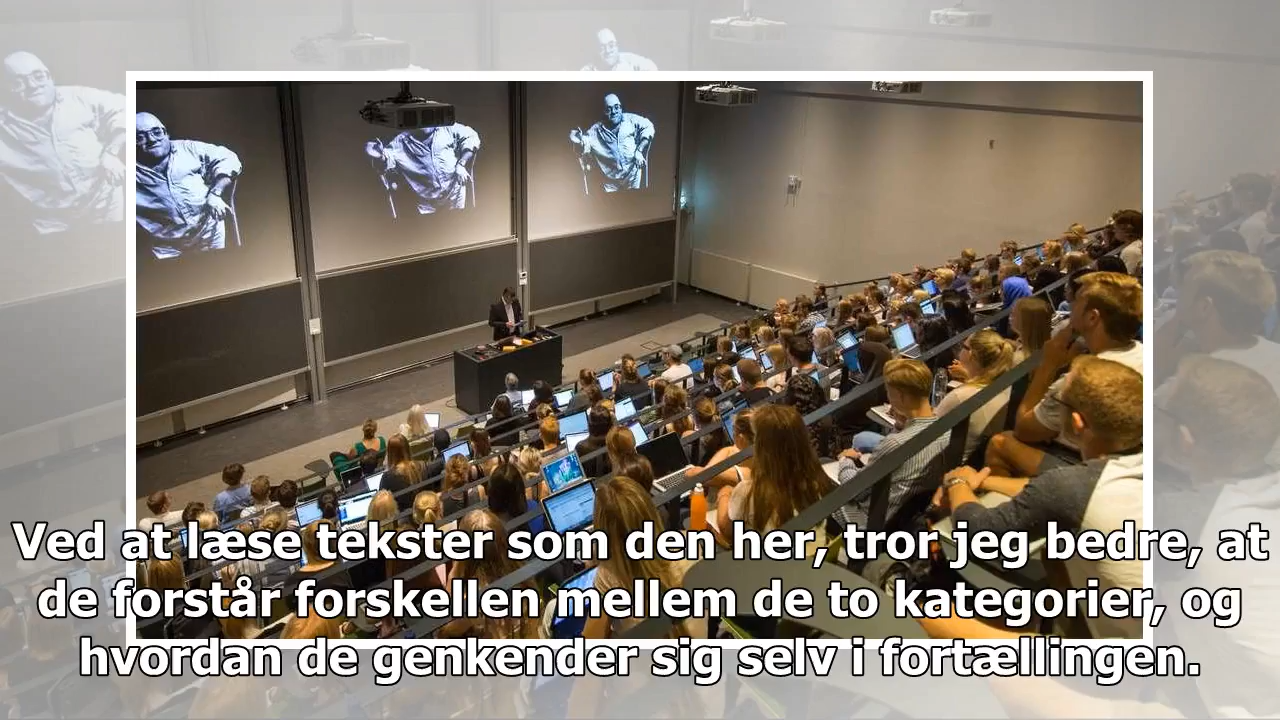 Ved at læse tekster som den her, tror jeg bedre, at
de forstår forskellen mellem de to kategorier, og
hvordan de genkender sig selv i fortællingen.